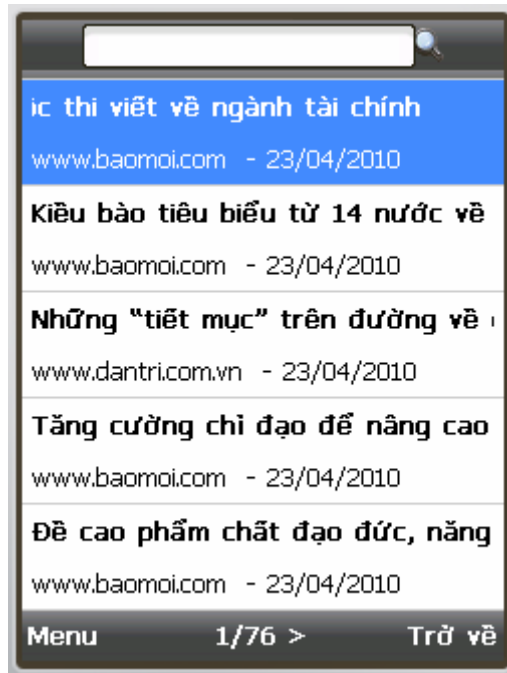 thi viết về ngành tài chính
www.baomoi.com - 23/04/2010
Kiều bào tiêu biểu từ 14 nước về
www.baomoi.com - 23/04/2010
Những “tiết mục” trên đường về
www.dantri.com.vn - 23/04/2010
Tăng cường chỉ đạo để nâng cao
www.baomoi.com - 23/04/2010
Đề cao phẩm chất đạo đức, năng
www.baomoi.com - 23/04/2010
Menu 1/76 > Trở về